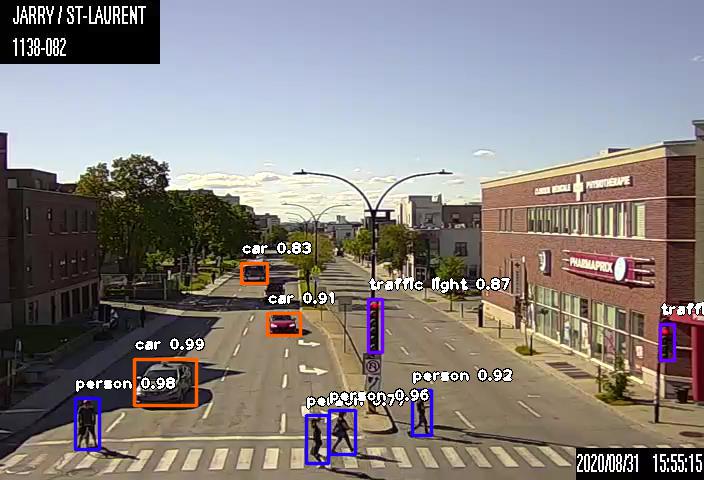 JARRY / ST-LAURENT
1138-082
CLINIQUE MÉDICALE PHYSIOTHÉRAPIE
PHARMAPRIX
car 0.83
traffic light 0.87
car 0.91
traffi
car 0.99
person 0.98
person 0.92
person 0.96
2020/08/31 15:55:15